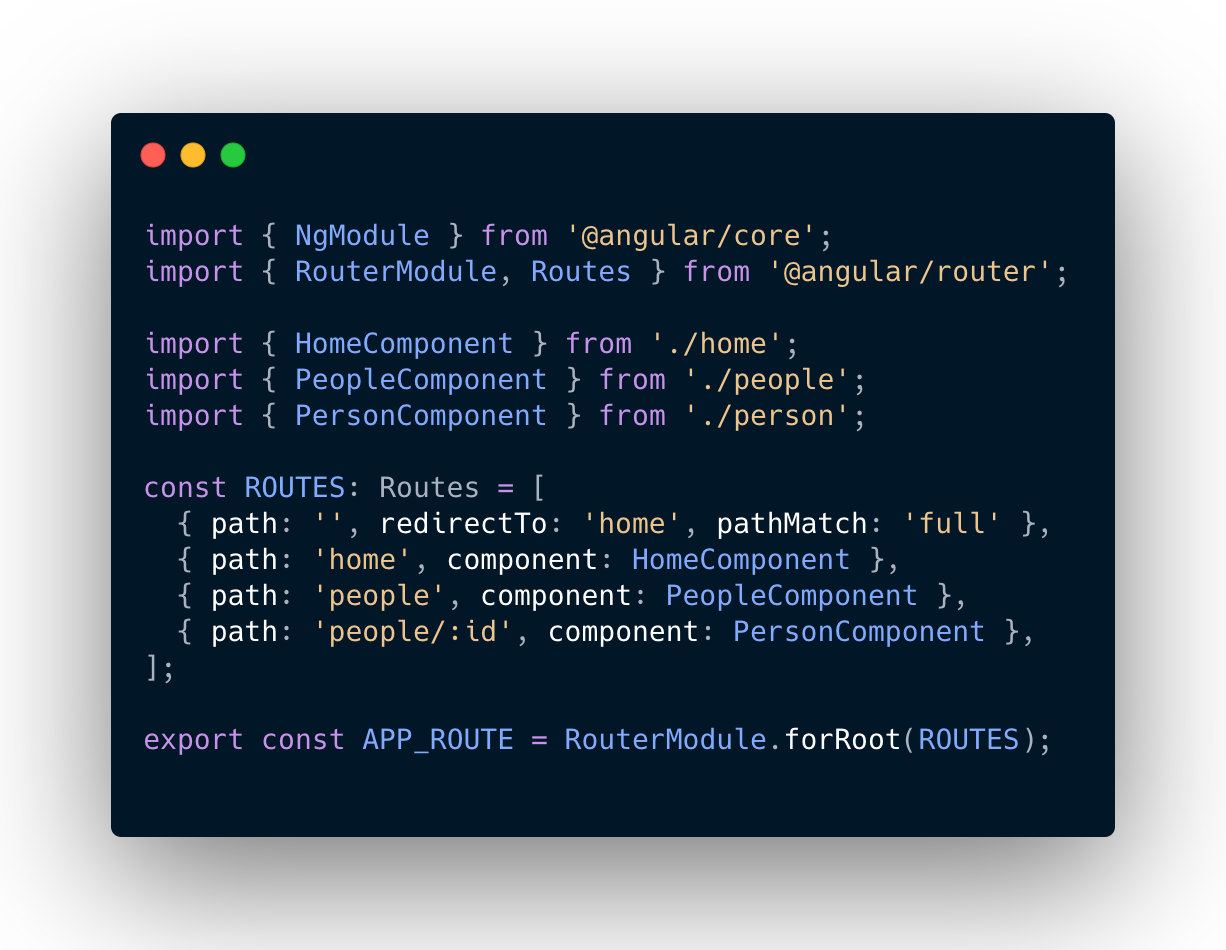 import { NgModule } from '@angular/core';
import { RouterModule, Routes } from '@angular/router';

import { HomeComponent } from './home';
import { PeopleComponent } from './people';
import { PersonComponent } from './person';

const ROUTES: Routes = [
  { path: '', redirectTo: 'home', pathMatch: 'full' },
  { path: 'home', component: HomeComponent },
  { path: 'people', component: PeopleComponent },
  { path: 'people/:id', component: PersonComponent },
];

export const APP_ROUTE = RouterModule.forRoot(ROUTES);